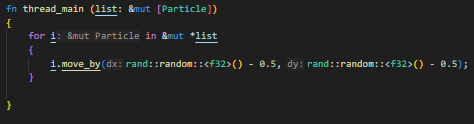 fn thread_main (list: &mut [Particle])
{
for i: &mut Particle in &mut *list
{
i.move_by(dx: rand::random::<f32>() - 0.5, dy: rand::random::<f32>() - 0.5);
}
}